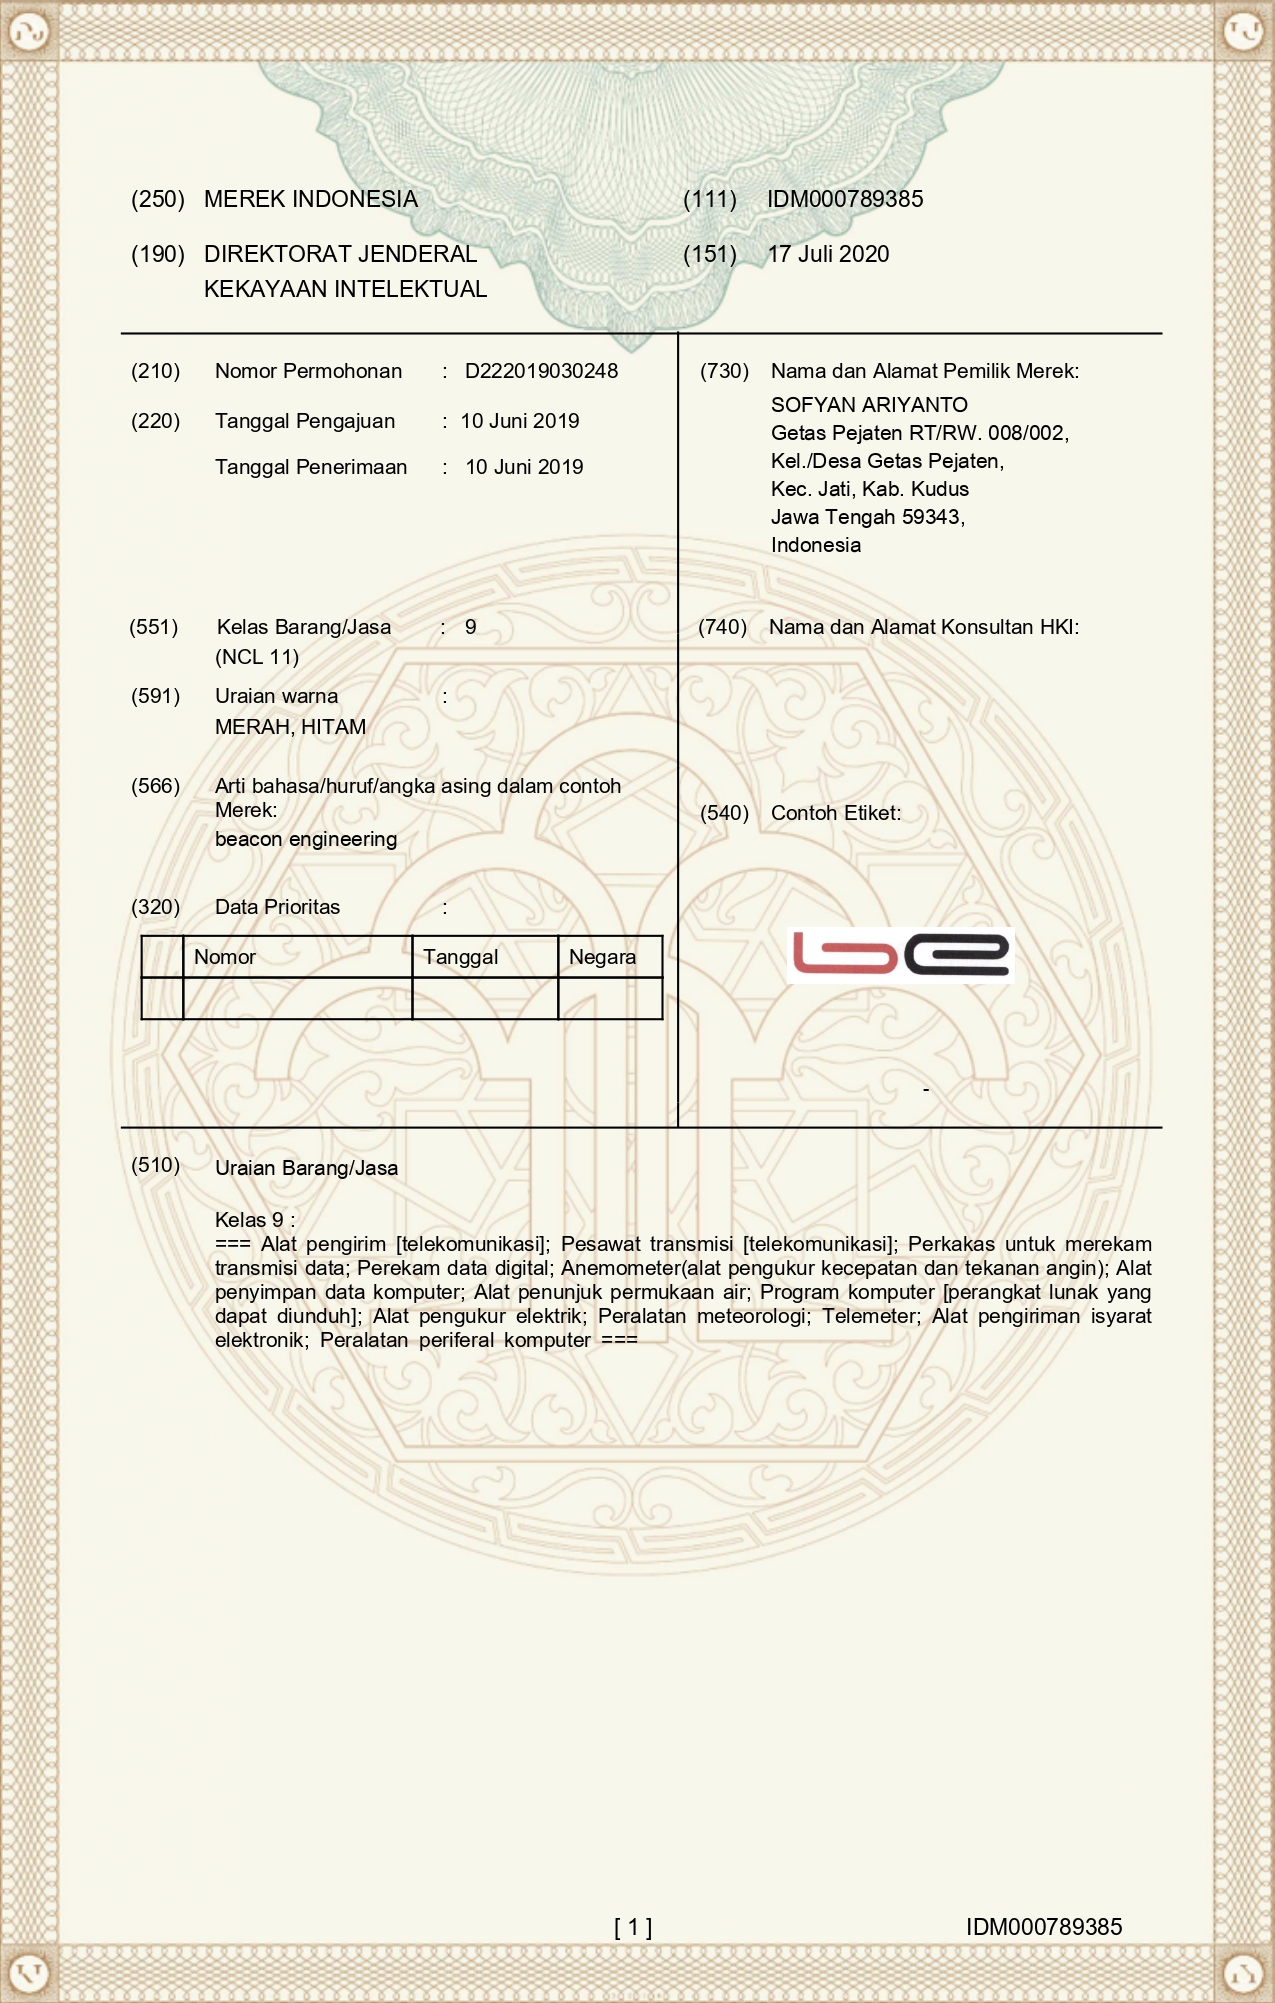 (250) MEREK INDONESIA
(111) IDM000789385
(190) DIREKTORAT JENDERAL
KEKAYAAN INTELEKTUAL
(151) 17 Juli 2020
(210) Nomor Permohonan : D222019030248
(220) Tanggal Pengajuan : 10 Juni 2019
Tanggal Penerimaan : 10 Juni 2019
(730) Nama dan Alamat Pemilik Merek:
SOFYAN ARIYANTO
Getas Pejaten RT/RW. 008/002,
Kel./Desa Getas Pejaten,
Kec. Jati, Kab. Kudus
Jawa Tengah 59343,
Indonesia
(551) Kelas Barang/Jasa : 9
(NCL 11)
(591) Uraian warna :
MERAH, HITAM
(566) Arti bahasa/huruf/angka asing dalam contoh
Merek:
beacon engineering
(320) Data Prioritas :
Nomor Tanggal Negara
(740) Nama dan Alamat Konsultan HKI:
(540) Contoh Etiket:
be
-
(510) Uraian Barang/Jasa
Kelas 9 :
=== Alat pengirim [telekomunikasi]; Pesawat transmisi [telekomunikasi]; Perkakas untuk merekam
transmisi data; Perekam data digital; Anemometer(alat pengukur kecepatan dan tekanan angin); Alat
penyimpan data komputer; Alat penunjuk permukaan air; Program komputer [perangkat lunak yang
dapat diunduh]; Alat pengukur elektrik; Peralatan meteorologi; Telemeter; Alat pengiriman isyarat
elektronik; Peralatan periferal komputer ===
[ 1 ]
IDM000789385